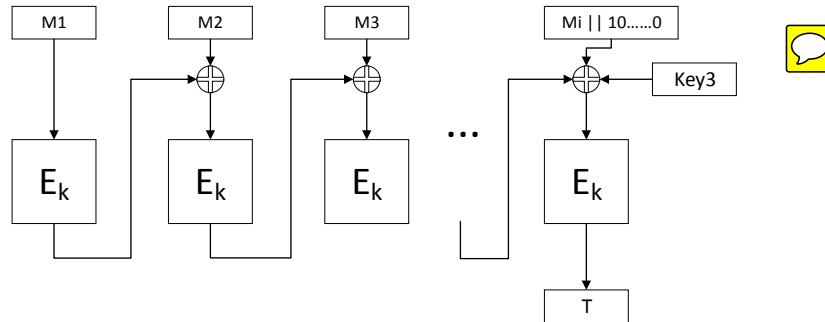 M1
M2
M3
Mi || 10......0
Key3
...
Eₖ
Eₖ
Eₖ
Eₖ
T